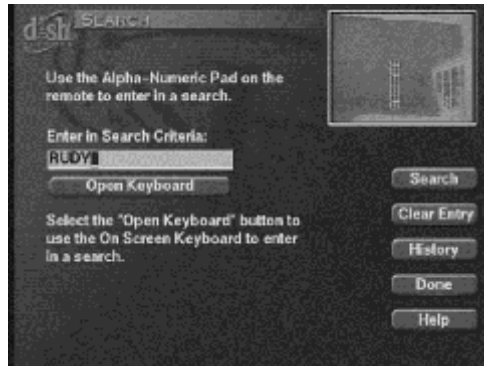 dish SEARCH
Use the Alpha-Numeric Pad on the
remote to enter in a search.
Enter in Search Criteria:
RUDY
Open Keyboard
Select the "Open Keyboard" button to
use the On Screen Keyboard to enter
in a search.
Search
Clear Entry
History
Done
Help